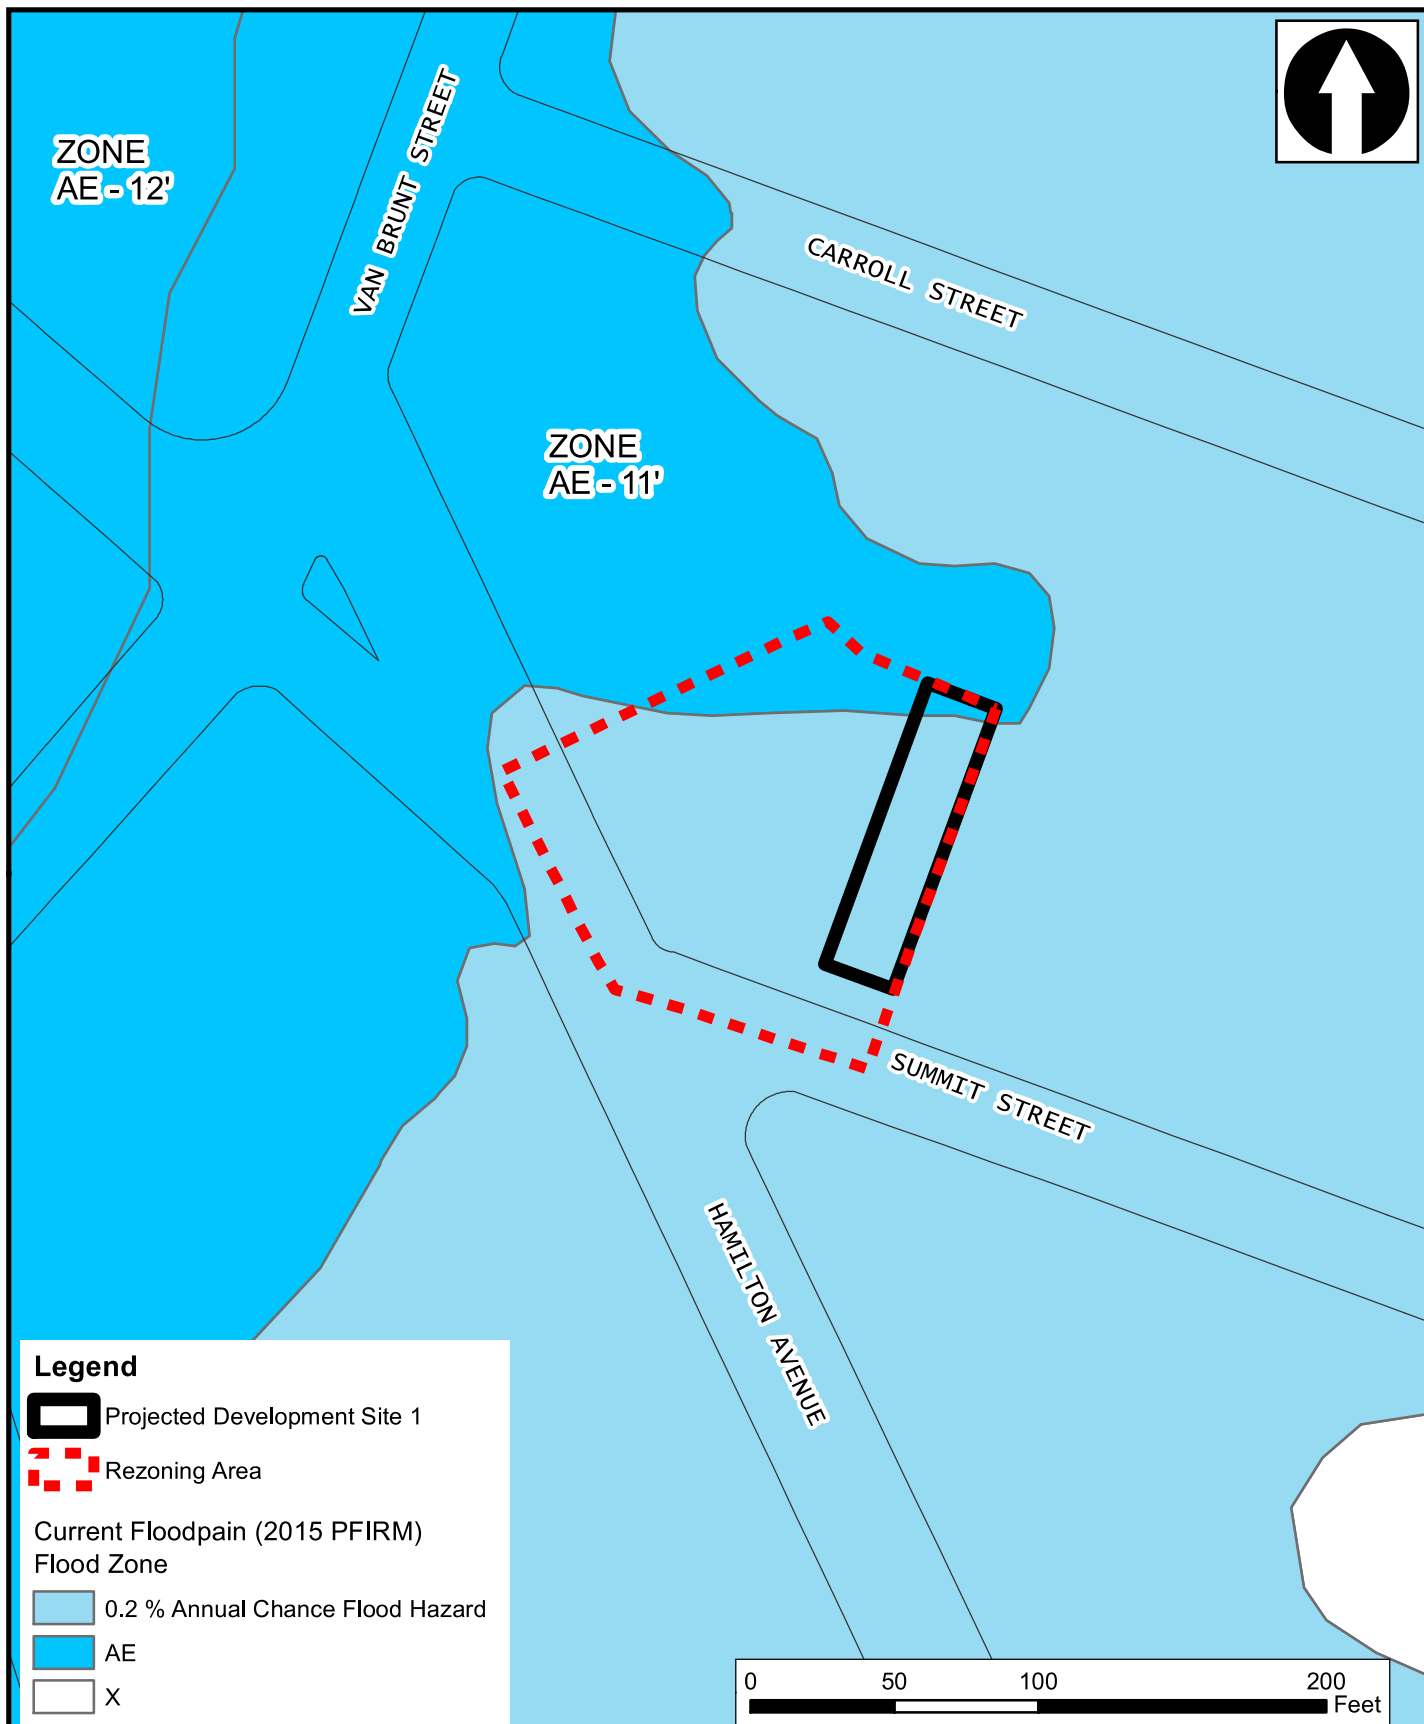 ZONE
AE - 12'
VAN BRUNT STREET
CARROLL STREET
ZONE
AE - 11'
SUMMIT STREET
HAMILTON AVENUE
Legend
Projected Development Site 1
Rezoning Area
Current Floodpain (2015 PFIRM)
Flood Zone
0.2 % Annual Chance Flood Hazard
AE
X
0 50 100 200
Feet